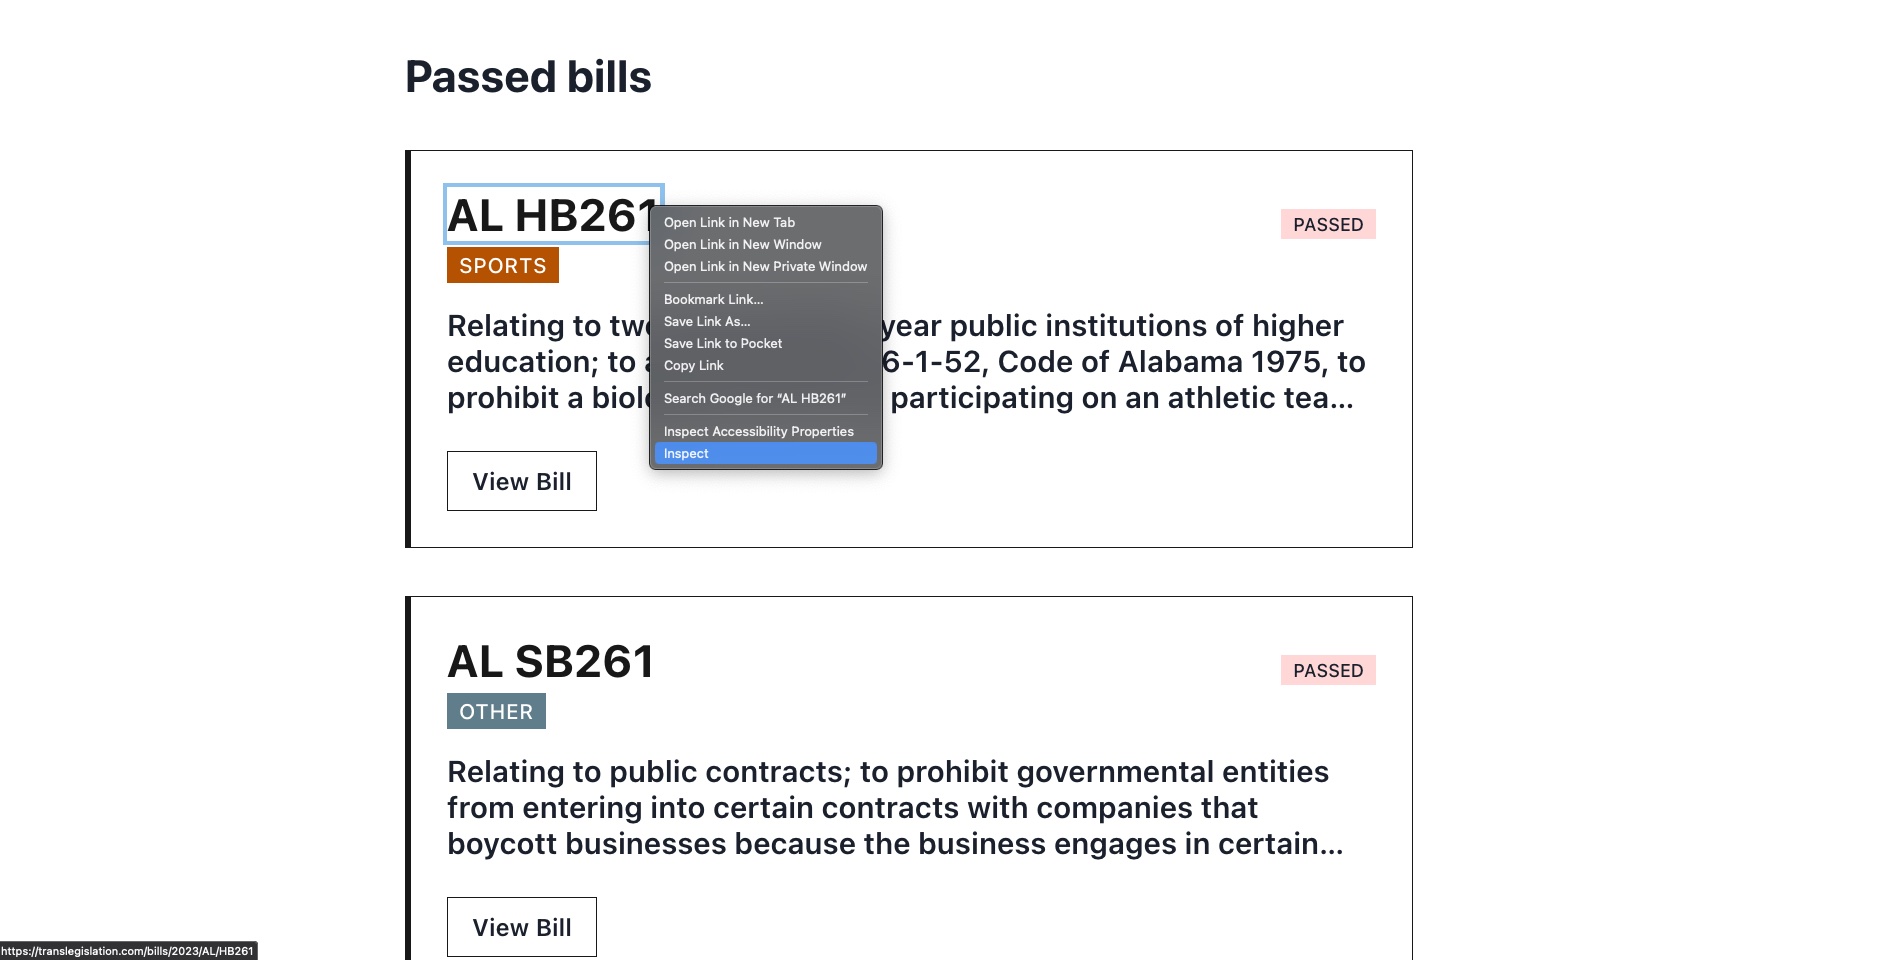 Passed bills
AL HB261
PASSED
SPORTS
Open Link in New Tab
Open Link in New Window
Open Link in New Private Window
Bookmark Link...
Save Link As...
Save Link to Pocket
Copy Link
Search Google for “AL HB261”
Inspect Accessibility Properties
Inspect
Relating to year public institutions of higher
education; to 6-1-52, Code of Alabama 1975, to
prohibit a participating on an athletic tea...
View Bill
AL SB261
PASSED
OTHER
Relating to public contracts; to prohibit governmental entities
from entering into certain contracts with companies that
boycott businesses because the business engages in certain...
View Bill
https://translegislation.com/bills/2023/AL/HB261